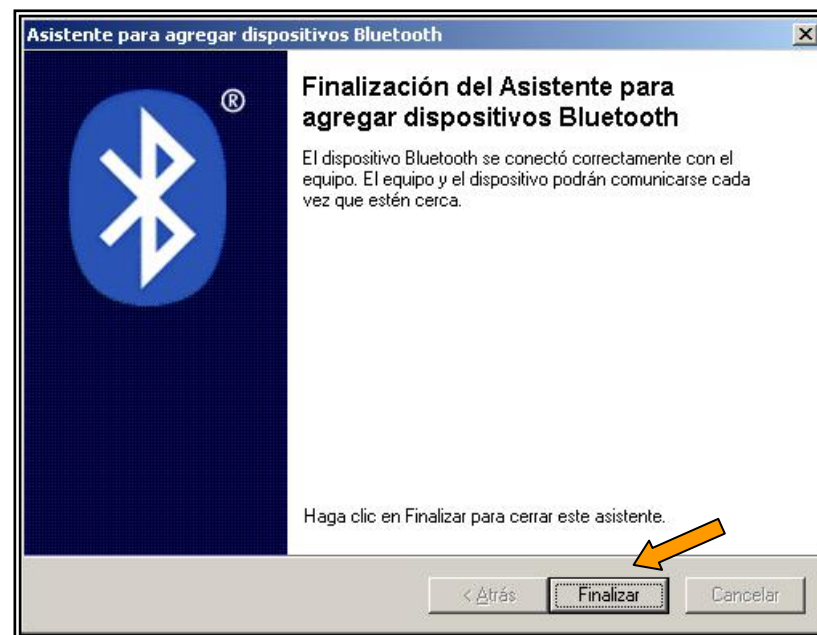 Asistente para agregar dispositivos Bluetooth
®
Finalización del Asistente para
agregar dispositivos Bluetooth
El dispositivo Bluetooth se conectó correctamente con el
equipo. El equipo y el dispositivo podrán comunicarse cada
vez que estén cerca.
Haga clic en Finalizar para cerrar este asistente.
< Atrás
Finalizar
Cancelar